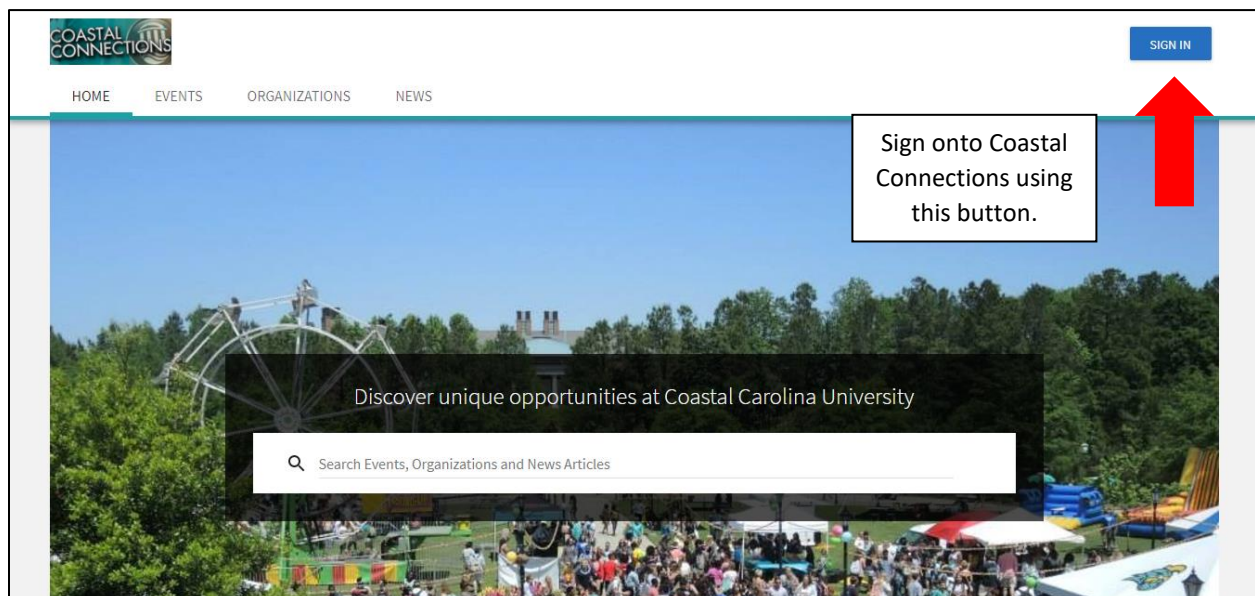 COASTAL
CONNECTIONS
SIGN IN
HOME EVENTS ORGANIZATIONS NEWS
Sign onto Coastal
Connections using
this button.
Discover unique opportunities at Coastal Carolina University
Search Events, Organizations and News Articles